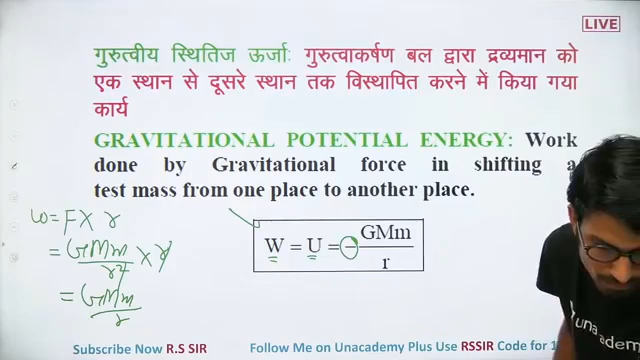 LIVE
गुरुत्वीय स्थितिज ऊर्जाः गुरुत्वाकर्षण बल द्वारा द्रव्यमान को
एक स्थान से दूसरे स्थान तक विस्थापित करने में किया गया
कार्य
GRAVITATIONAL POTENTIAL ENERGY: Work
done by Gravitational force in shifting a
test mass from one place to another place.
W = F × r
= GMm/r² × r
= GMm/r
W = U = - GMm/r
unacadem
Subscribe Now R.S SIR
Follow Me on Unacademy Plus Use RSSIR Code for 1